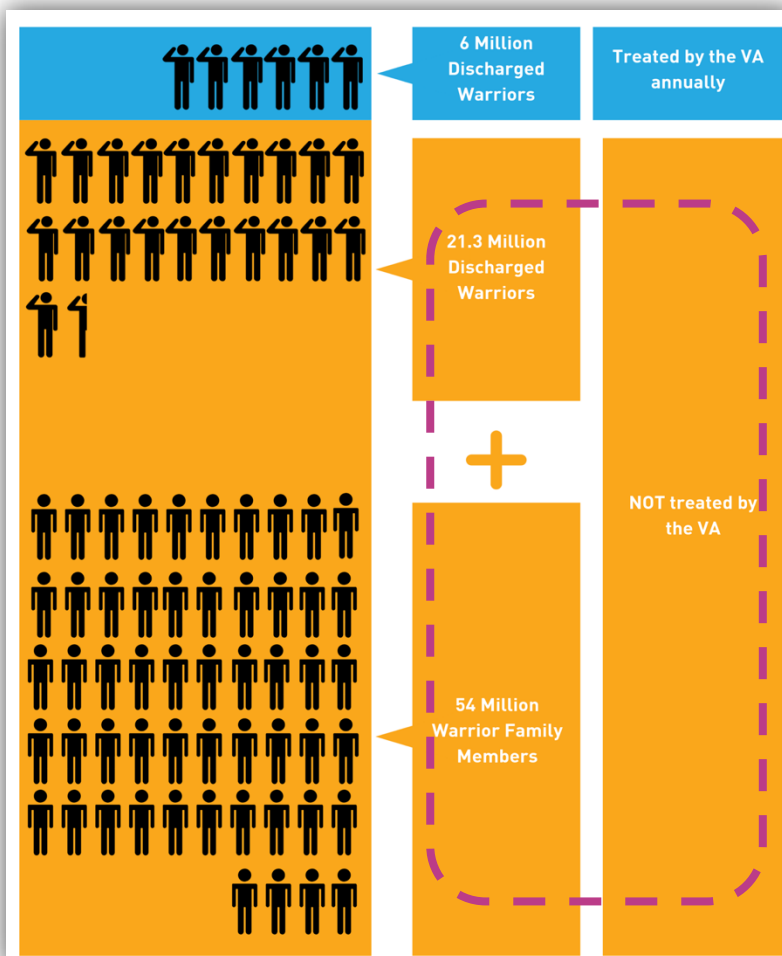 6 Million
Discharged
Warriors
Treated by the VA
annually
21.3 Million
Discharged
Warriors
NOT treated by
the VA
54 Million
Warrior Family
Members